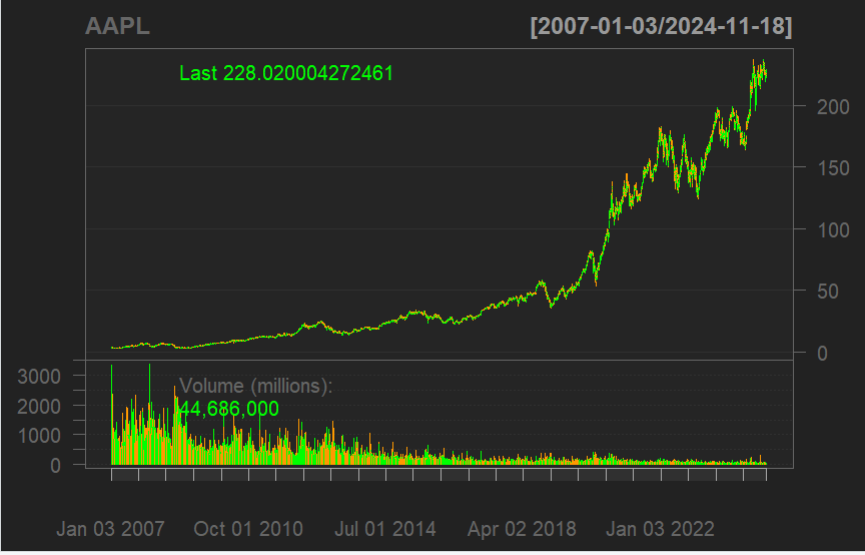 AAPL [2007-01-03/2024-11-18]
Last 228.020004272461
200
150
100
50
0
Volume (millions):
44,686,000
3000
2000
1000
0
Jan 03 2007 Oct 01 2010 Jul 01 2014 Apr 02 2018 Jan 03 2022